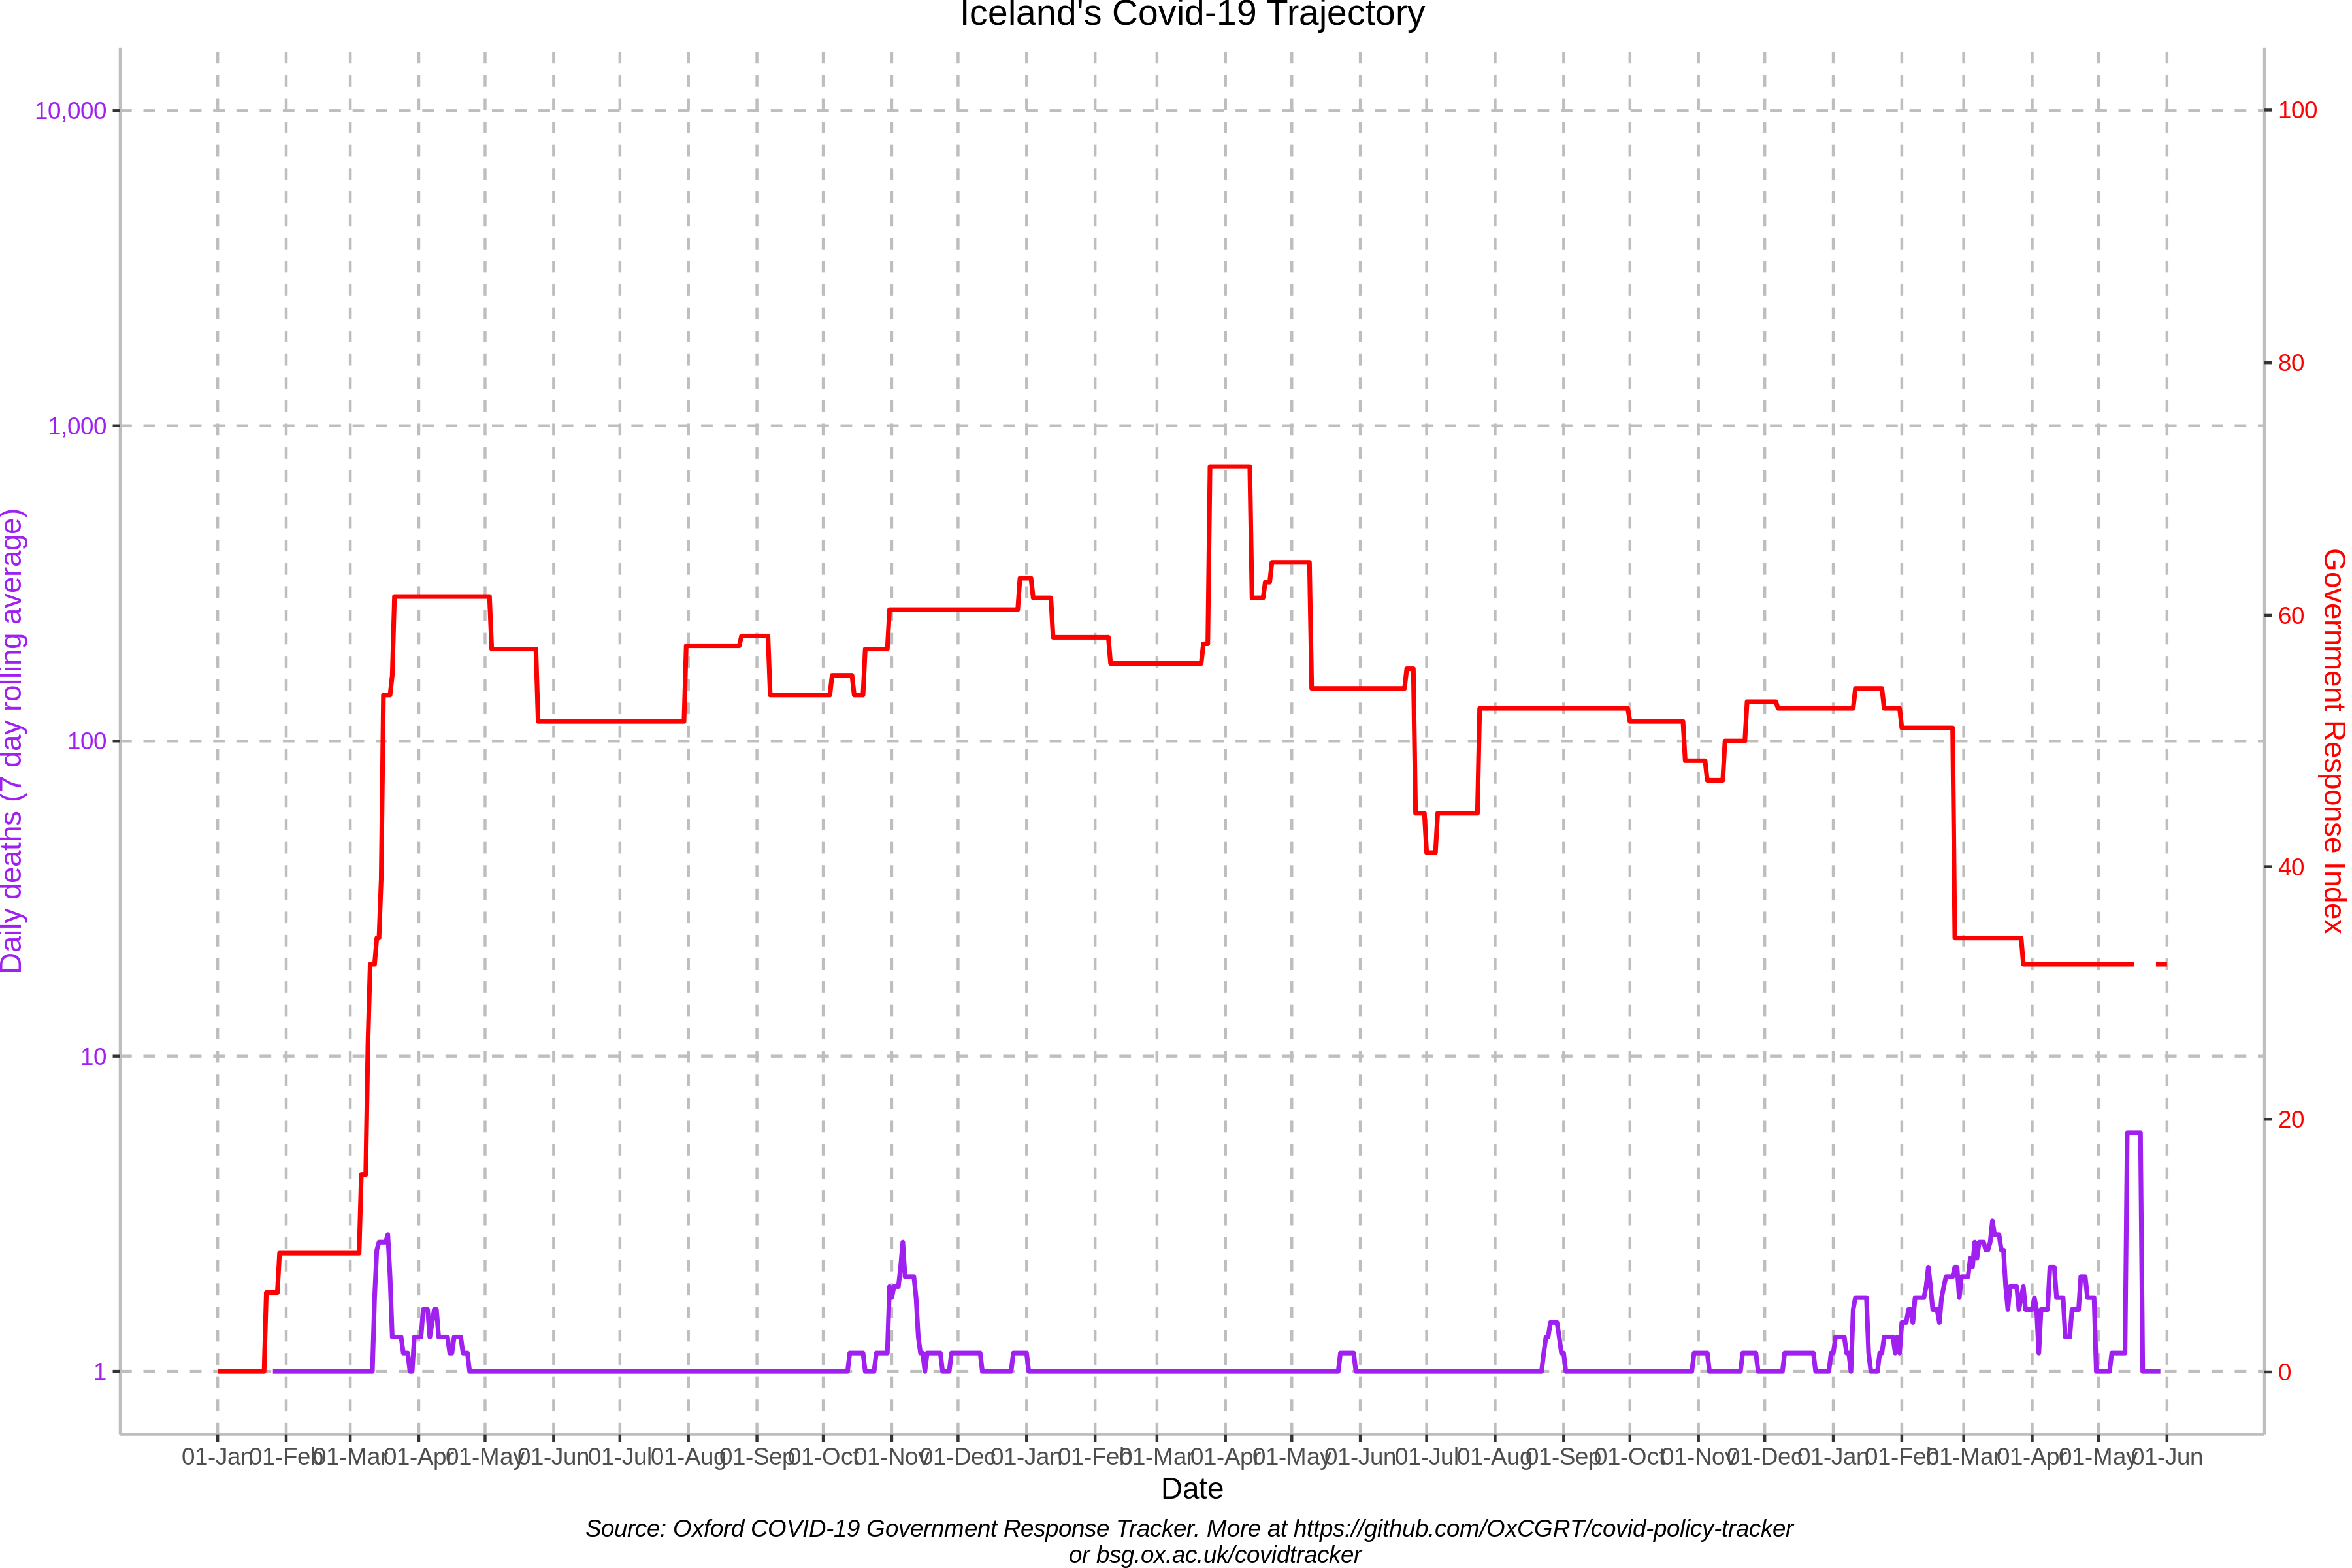 Iceland's Covid-19 Trajectory
10,000
1,000
100
10
1
Daily deaths (7 day rolling average)
100
80
60
40
20
0
Government Response Index
01-Jan 01-Feb 01-Mar 01-Apr 01-May 01-Jun 01-Jul 01-Aug 01-Sep 01-Oct 01-Nov 01-Dec 01-Jan 01-Feb 01-Mar 01-Apr 01-May 01-Jun 01-Jul 01-Aug 01-Sep 01-Oct 01-Nov 01-Dec 01-Jan 01-Feb 01-Mar 01-Apr 01-May 01-Jun
Date
Source: Oxford COVID-19 Government Response Tracker. More at https://github.com/OxCGRT/covid-policy-tracker
or bsg.ox.ac.uk/covidtracker